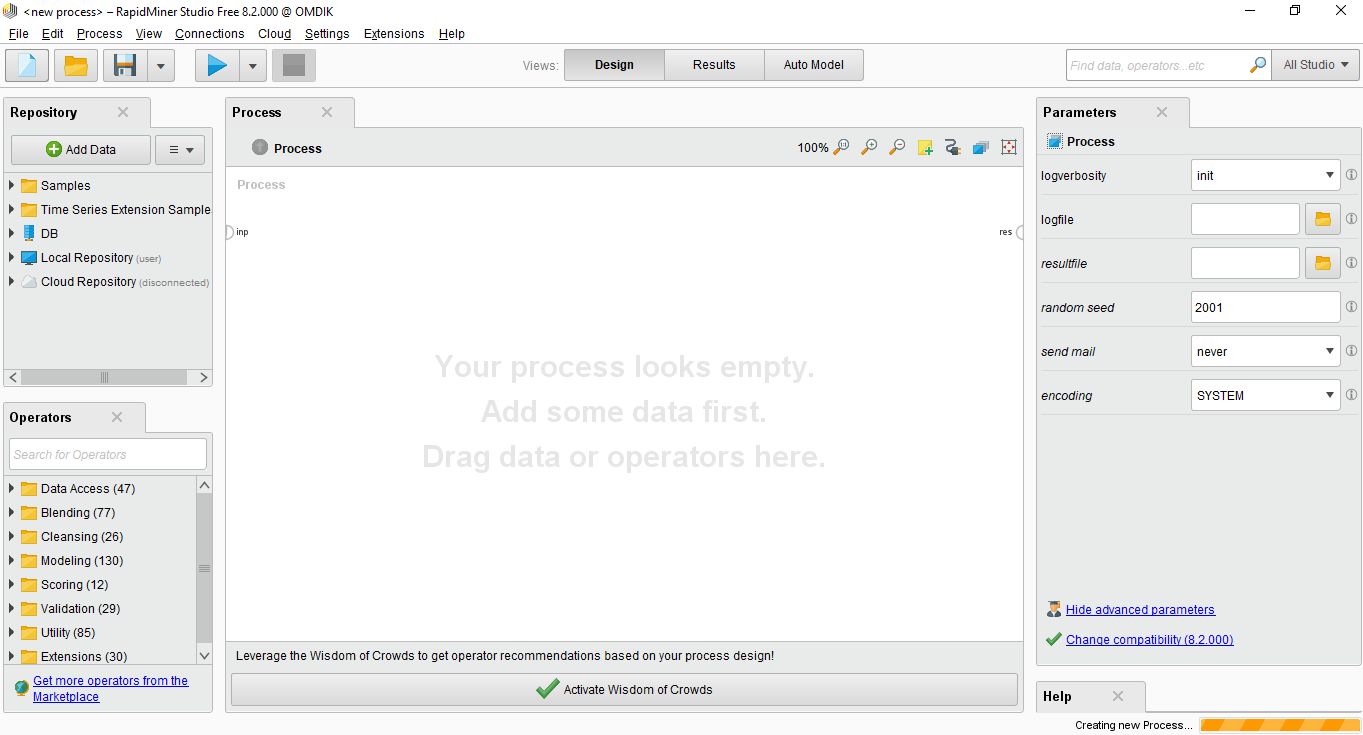 <new process> – RapidMiner Studio Free 8.2.000 @ OMDIK
File Edit Process View Connections Cloud Settings Extensions Help
Views: Design Results Auto Model
Find data, operators...etc
All Studio
Repository
Add Data
Samples
Time Series Extension Sample
DB
Local Repository (user)
Cloud Repository (disconnected)
Operators
Search for Operators
Data Access (47)
Blending (77)
Cleansing (26)
Modeling (130)
Scoring (12)
Validation (29)
Utility (85)
Extensions (30)
Get more operators from the
Marketplace
Process
Process
100%
Process
inp
res
Your process looks empty.
Add some data first.
Drag data or operators here.
Leverage the Wisdom of Crowds to get operator recommendations based on your process design!
Activate Wisdom of Crowds
Parameters
Process
logverbosity init
logfile
resultfile
random seed 2001
send mail never
encoding SYSTEM
Hide advanced parameters
Change compatibility (8.2.000)
Help
Creating new Process...